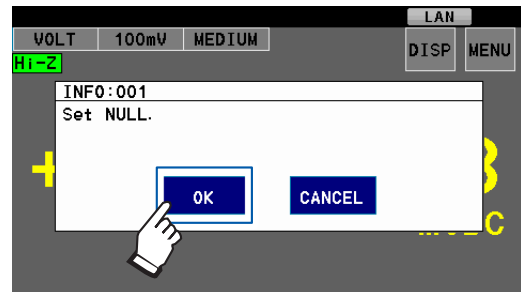 LAN
VOLT 100mV MEDIUM
DISP MENU
Hi-Z
INFO:001
Set NULL.
OK CANCEL